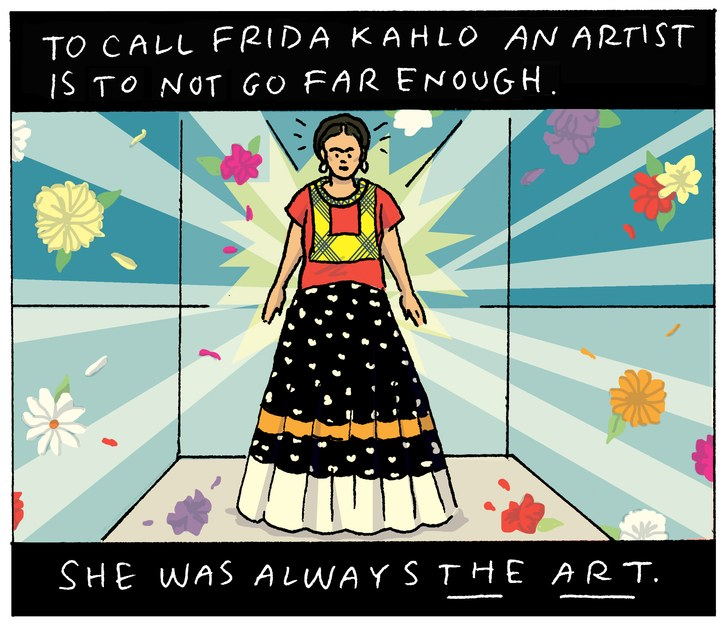 TO CALL FRIDA KAHLO AN ARTIST
IS TO NOT GO FAR ENOUGH.
SHE WAS ALWAYS THE ART.